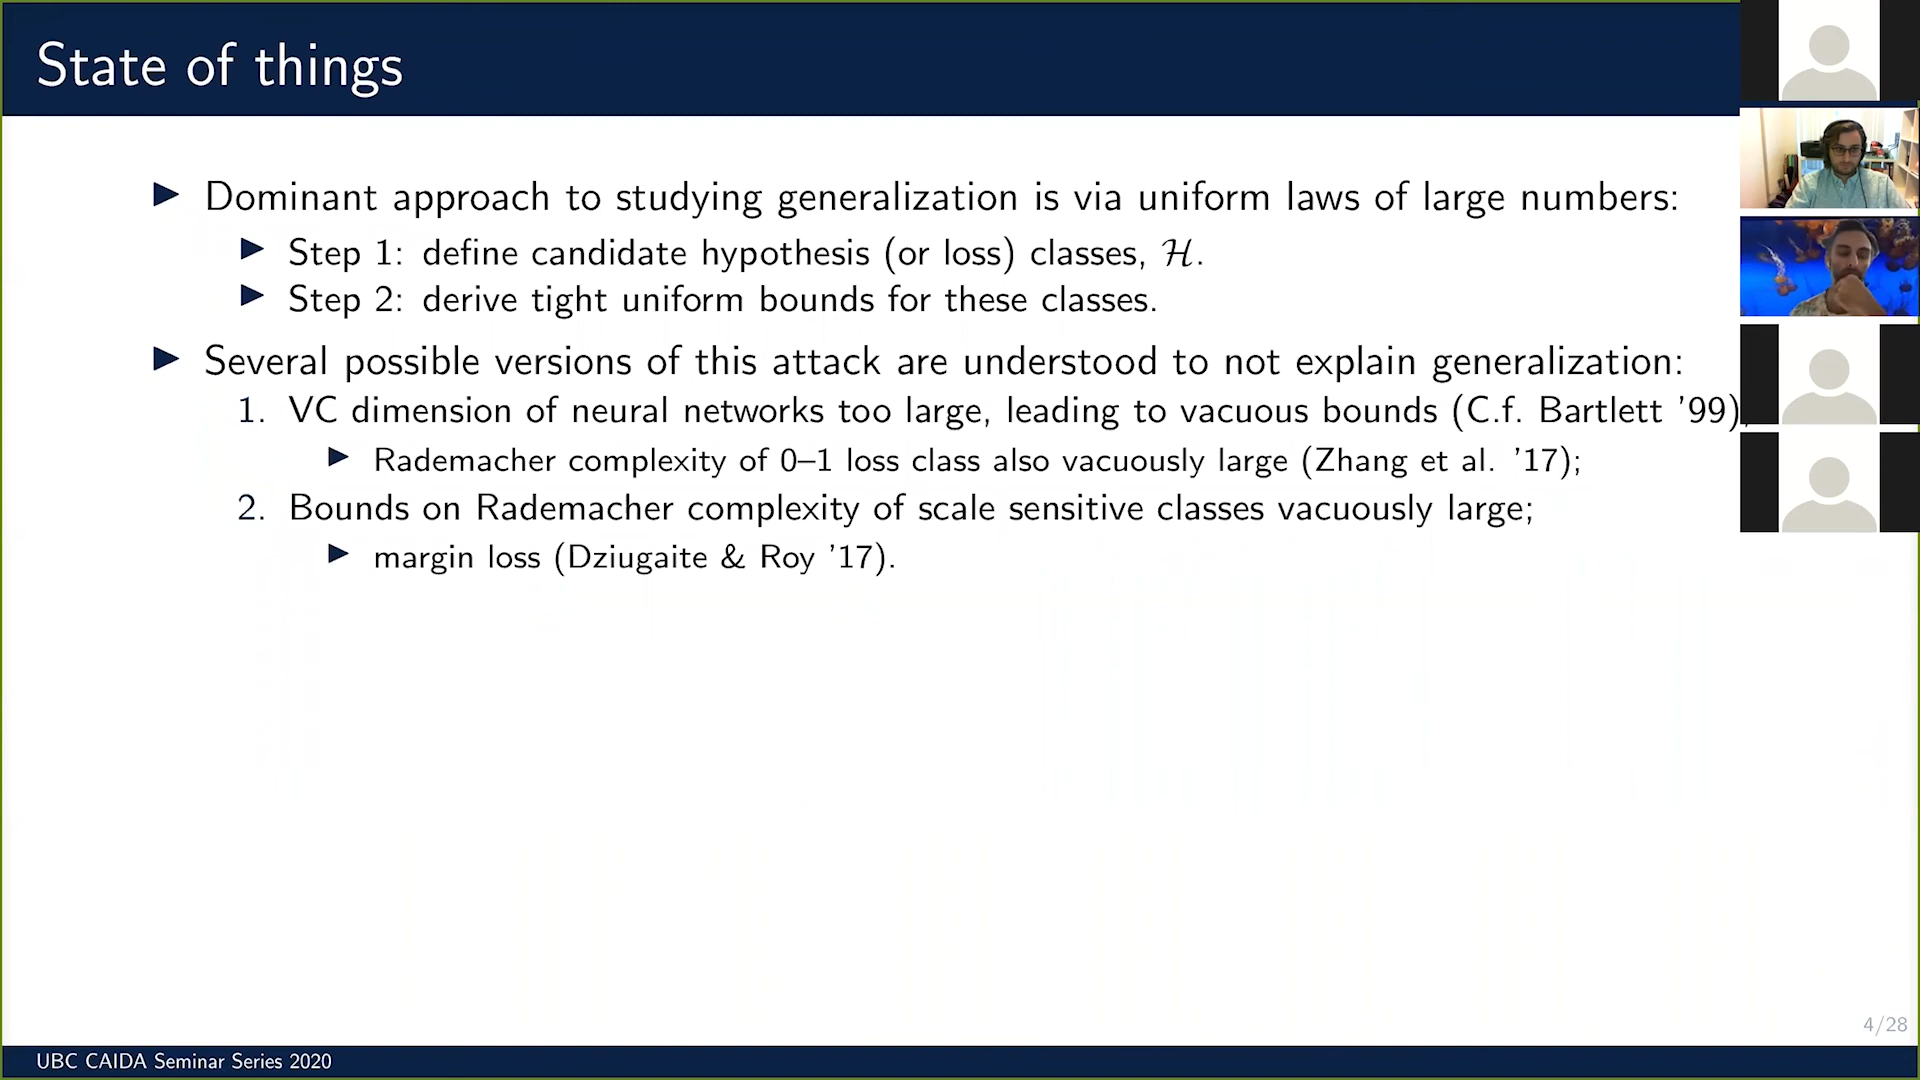 State of things
▶ Dominant approach to studying generalization is via uniform laws of large numbers:
▶ Step 1: define candidate hypothesis (or loss) classes, ℋ.
▶ Step 2: derive tight uniform bounds for these classes.
▶ Several possible versions of this attack are understood to not explain generalization:
1. VC dimension of neural networks too large, leading to vacuous bounds (C.f. Bartlett '99),
▶ Rademacher complexity of 0–1 loss class also vacuously large (Zhang et al. '17);
2. Bounds on Rademacher complexity of scale sensitive classes vacuously large;
▶ margin loss (Dziugaite & Roy '17).
4/28
UBC CAIDA Seminar Series 2020